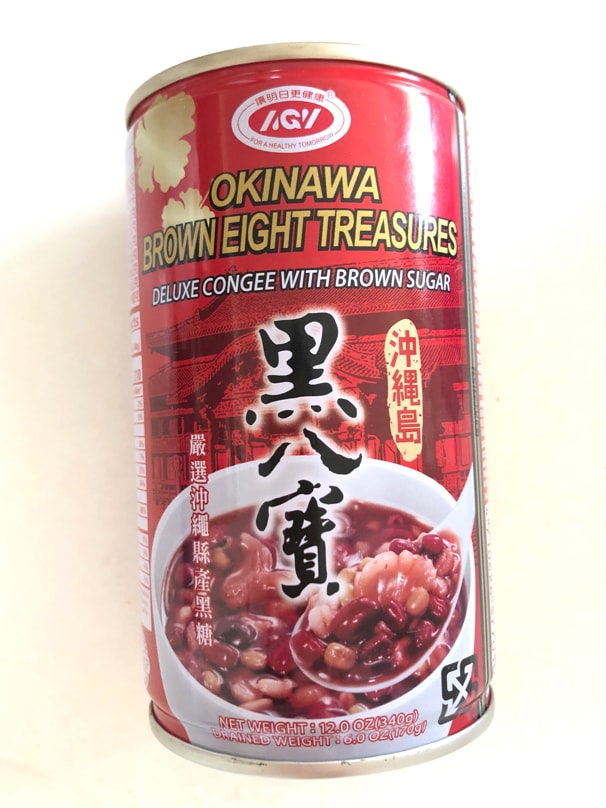 讓明日更健康®
AGV
FOR A HEALTHY TOMORROW
OKINAWA
BROWN EIGHT TREASURES
DELUXE CONGEE WITH BROWN SUGAR
沖縄島
黑八寶
嚴選沖繩縣產黑糖
NET WEIGHT : 12.0 OZ(340g)
DRAINED WEIGHT : 6.0 OZ(170g)